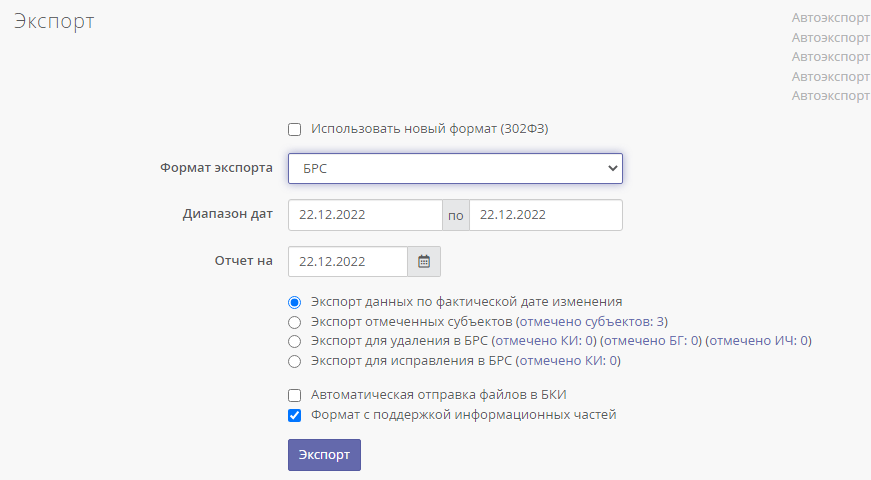 Экспорт
Автоэкспорт
Автоэкспорт
Автоэкспорт
Автоэкспорт
Автоэкспорт
Использовать новый формат (302ФЗ)
Формат экспорта БРС
Диапазон дат 22.12.2022 по 22.12.2022
Отчет на 22.12.2022
Экспорт данных по фактической дате изменения
Экспорт отмеченных субъектов (отмечено субъектов: 3)
Экспорт для удаления в БРС (отмечено КИ: 0) (отмечено БГ: 0) (отмечено ИЧ: 0)
Экспорт для исправления в БРС (отмечено КИ: 0)
Автоматическая отправка файлов в БКИ
Формат с поддержкой информационных частей
Экспорт